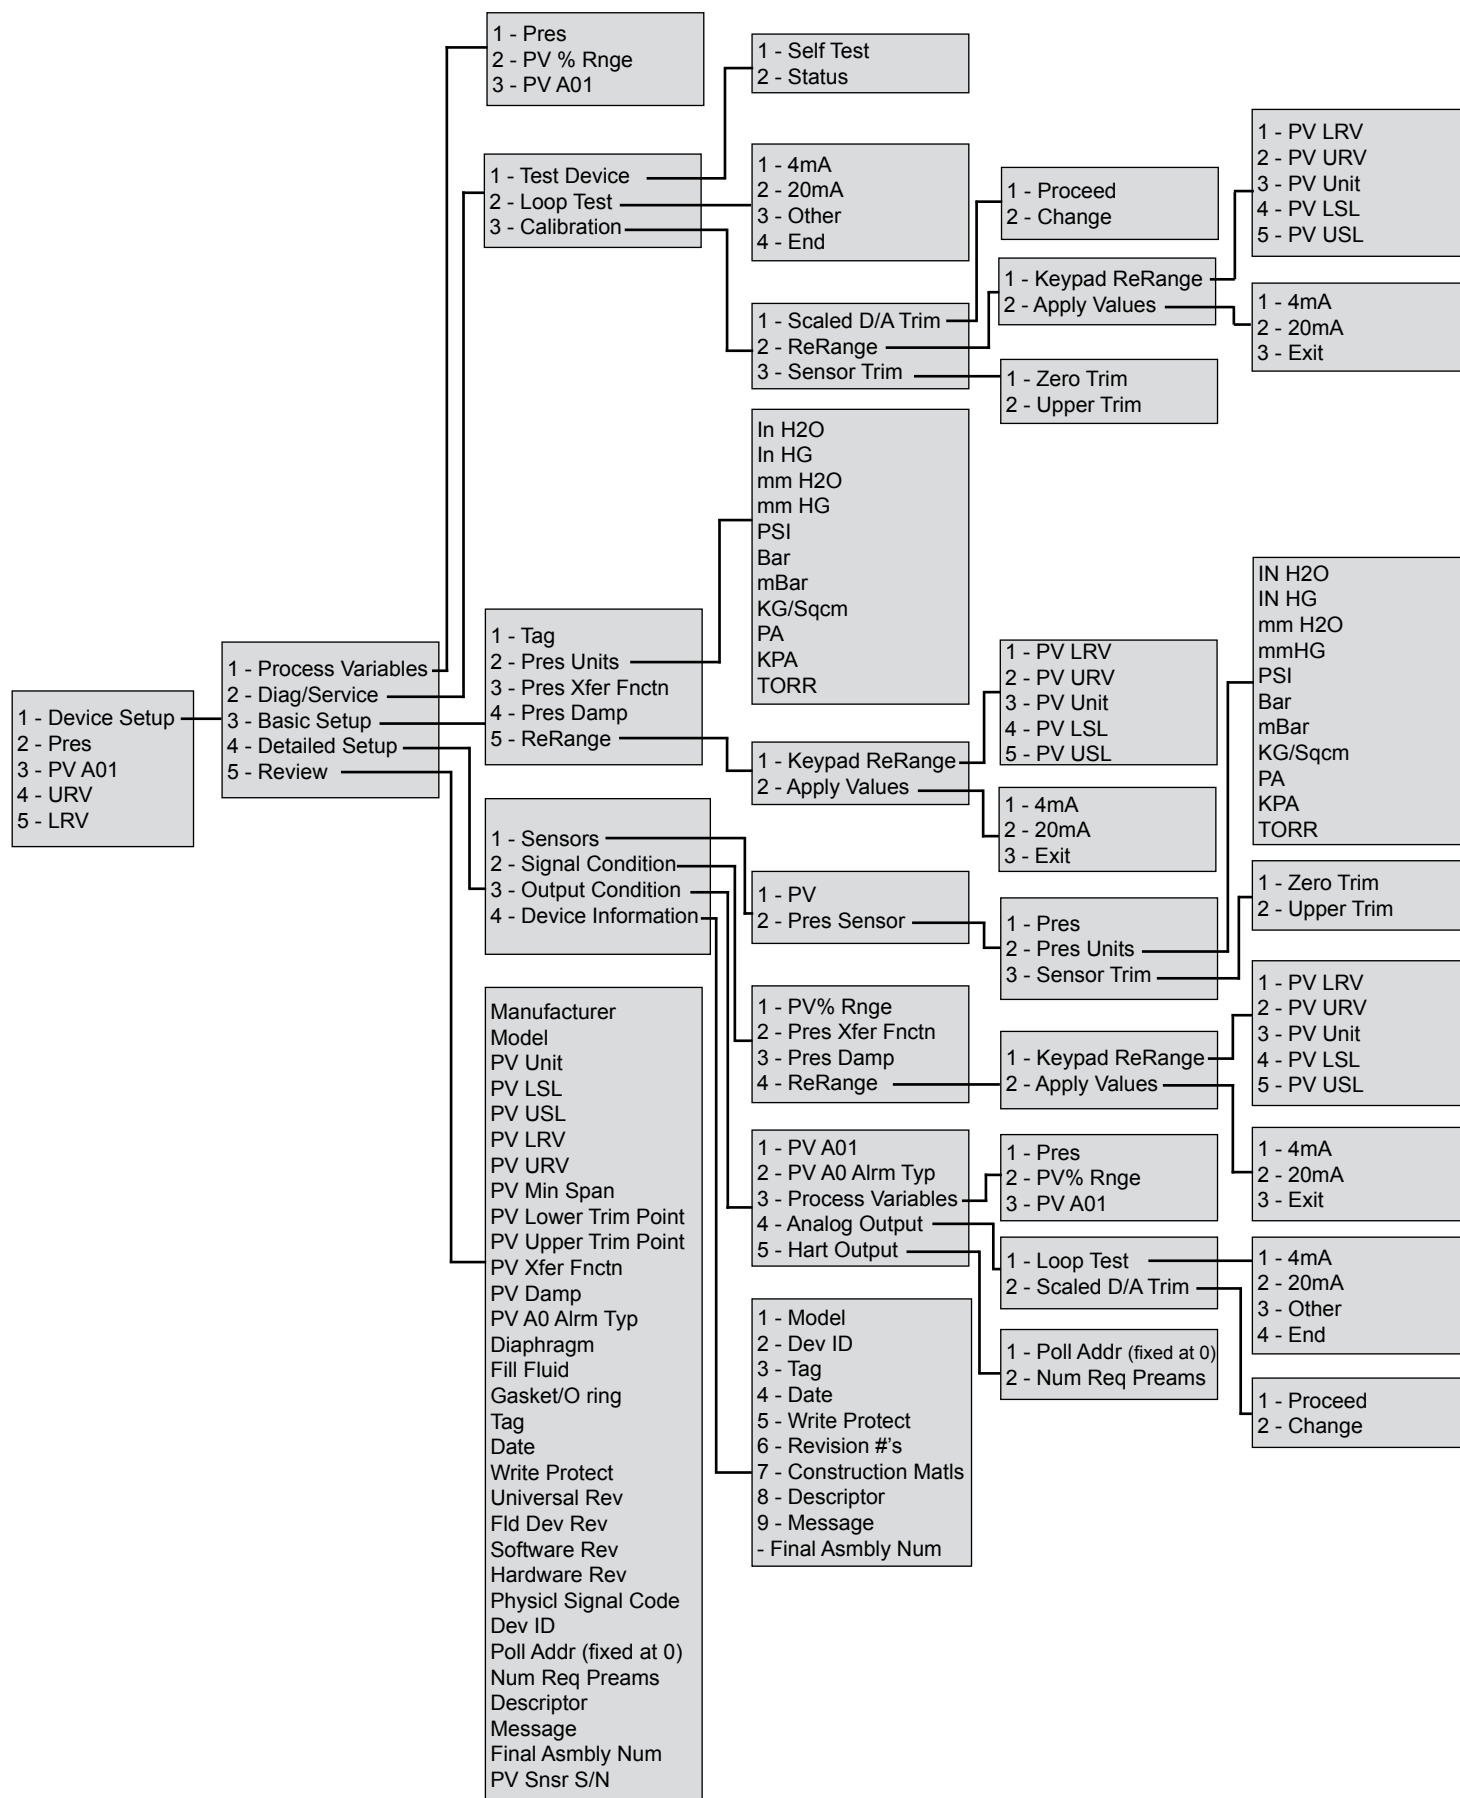 1 - Device Setup
2 - Pres
3 - PV A01
4 - URV
5 - LRV
1 - Process Variables
2 - Diag/Service
3 - Basic Setup
4 - Detailed Setup
5 - Review
1 - Pres
2 - PV % Rnge
3 - PV A01
1 - Test Device
2 - Loop Test
3 - Calibration
1 - Tag
2 - Pres Units
3 - Pres Xfer Fnctn
4 - Pres Damp
5 - ReRange
1 - Sensors
2 - Signal Condition
3 - Output Condition
4 - Device Information
Manufacturer
Model
PV Unit
PV LSL
PV USL
PV LRV
PV URV
PV Min Span
PV Lower Trim Point
PV Upper Trim Point
PV Xfer Fnctn
PV Damp
PV A0 Alrm Typ
Diaphragm
Fill Fluid
Gasket/O ring
Tag
Date
Write Protect
Universal Rev
Fld Dev Rev
Software Rev
Hardware Rev
Physicl Signal Code
Dev ID
Poll Addr (fixed at 0)
Num Req Preams
Descriptor
Message
Final Asmbly Num
PV Snsr S/N
1 - Self Test
2 - Status
1 - 4mA
2 - 20mA
3 - Other
4 - End
1 - Scaled D/A Trim
2 - ReRange
3 - Sensor Trim
In H2O
In HG
mm H2O
mm HG
PSI
Bar
mBar
KG/Sqcm
PA
KPA
TORR
1 - Keypad ReRange
2 - Apply Values
1 - PV
2 - Pres Sensor
1 - PV% Rnge
2 - Pres Xfer Fnctn
3 - Pres Damp
4 - ReRange
1 - PV A01
2 - PV A0 Alrm Typ
3 - Process Variables
4 - Analog Output
5 - Hart Output
1 - Model
2 - Dev ID
3 - Tag
4 - Date
5 - Write Protect
6 - Revision #'s
7 - Construction Matls
8 - Descriptor
9 - Message
- Final Asmbly Num
1 - Proceed
2 - Change
1 - Keypad ReRange
2 - Apply Values
1 - Zero Trim
2 - Upper Trim
1 - PV LRV
2 - PV URV
3 - PV Unit
4 - PV LSL
5 - PV USL
1 - 4mA
2 - 20mA
3 - Exit
1 - Pres
2 - Pres Units
3 - Sensor Trim
1 - Keypad ReRange
2 - Apply Values
1 - Pres
2 - PV% Rnge
3 - PV A01
1 - Loop Test
2 - Scaled D/A Trim
1 - Poll Addr (fixed at 0)
2 - Num Req Preams
1 - PV LRV
2 - PV URV
3 - PV Unit
4 - PV LSL
5 - PV USL
1 - 4mA
2 - 20mA
3 - Exit
IN H2O
IN HG
mm H2O
mmHG
PSI
Bar
mBar
KG/Sqcm
PA
KPA
TORR
1 - Zero Trim
2 - Upper Trim
1 - PV LRV
2 - PV URV
3 - PV Unit
4 - PV LSL
5 - PV USL
1 - 4mA
2 - 20mA
3 - Exit
1 - 4mA
2 - 20mA
3 - Other
4 - End
1 - Proceed
2 - Change